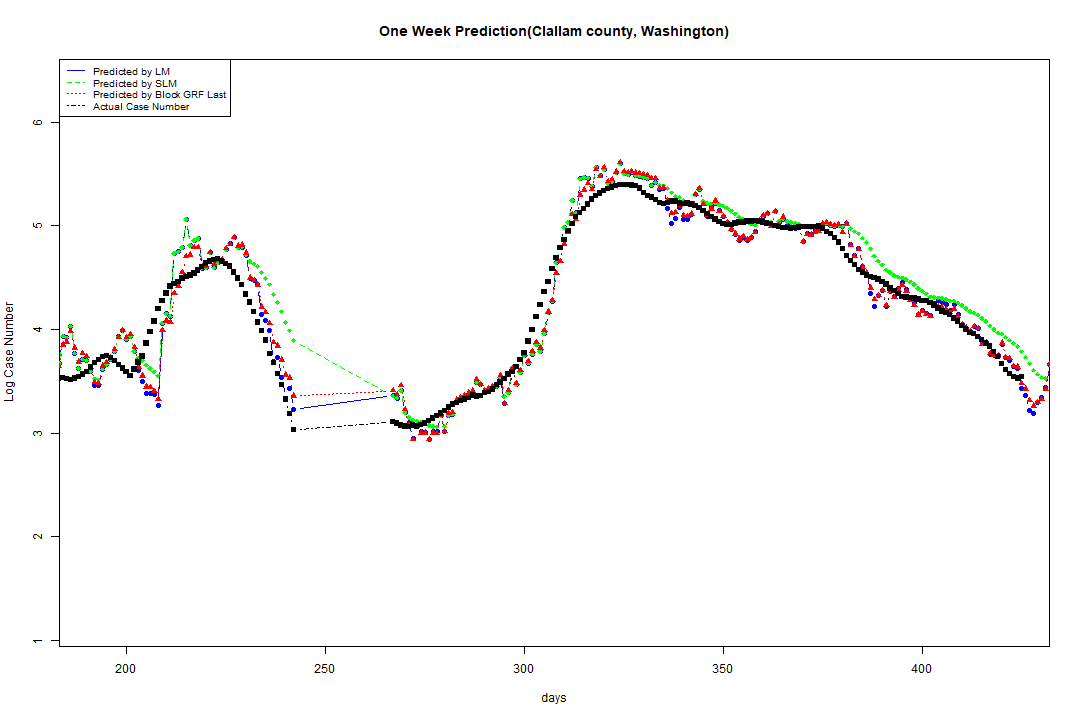 One Week Prediction(Clallam county, Washington)
Predicted by LM
Predicted by SLM
Predicted by Block GRF Last
Actual Case Number
Log Case Number
6
5
4
3
2
1
200 250 300 350 400
days